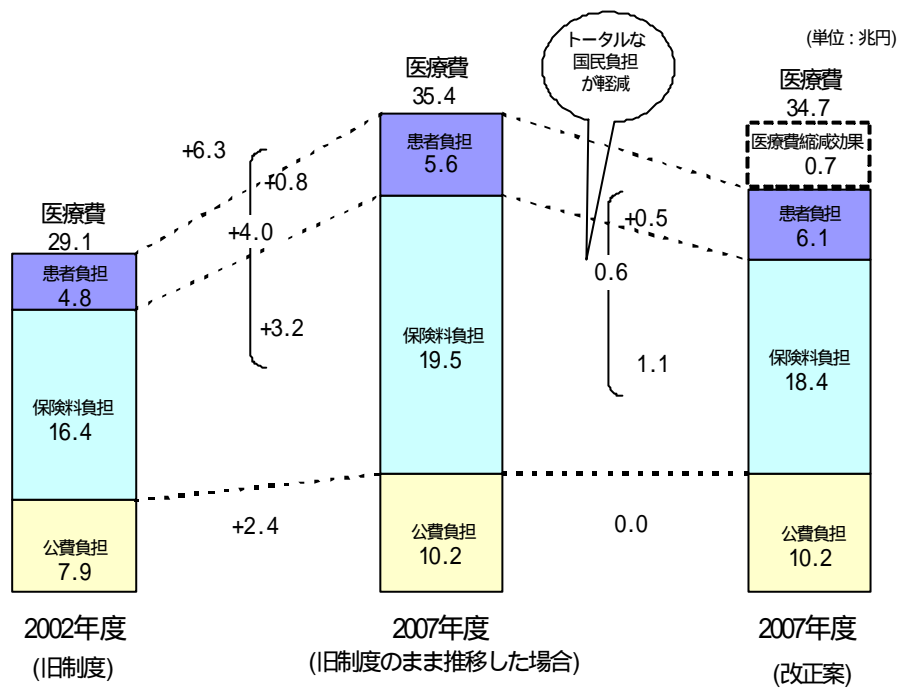 (単位：兆円)
トータルな
国民負担
が軽減
医療費
29.1
患者負担
4.8
保険料負担
16.4
公費負担
7.9
2002年度
(旧制度)
+6.3
+0.8
+4.0
+3.2
+2.4
医療費
35.4
患者負担
5.6
保険料負担
19.5
公費負担
10.2
2007年度
(旧制度のまま推移した場合)
+0.5
0.6
1.1
0.0
医療費
34.7
医療費縮減効果
0.7
患者負担
6.1
保険料負担
18.4
公費負担
10.2
2007年度
(改正案)